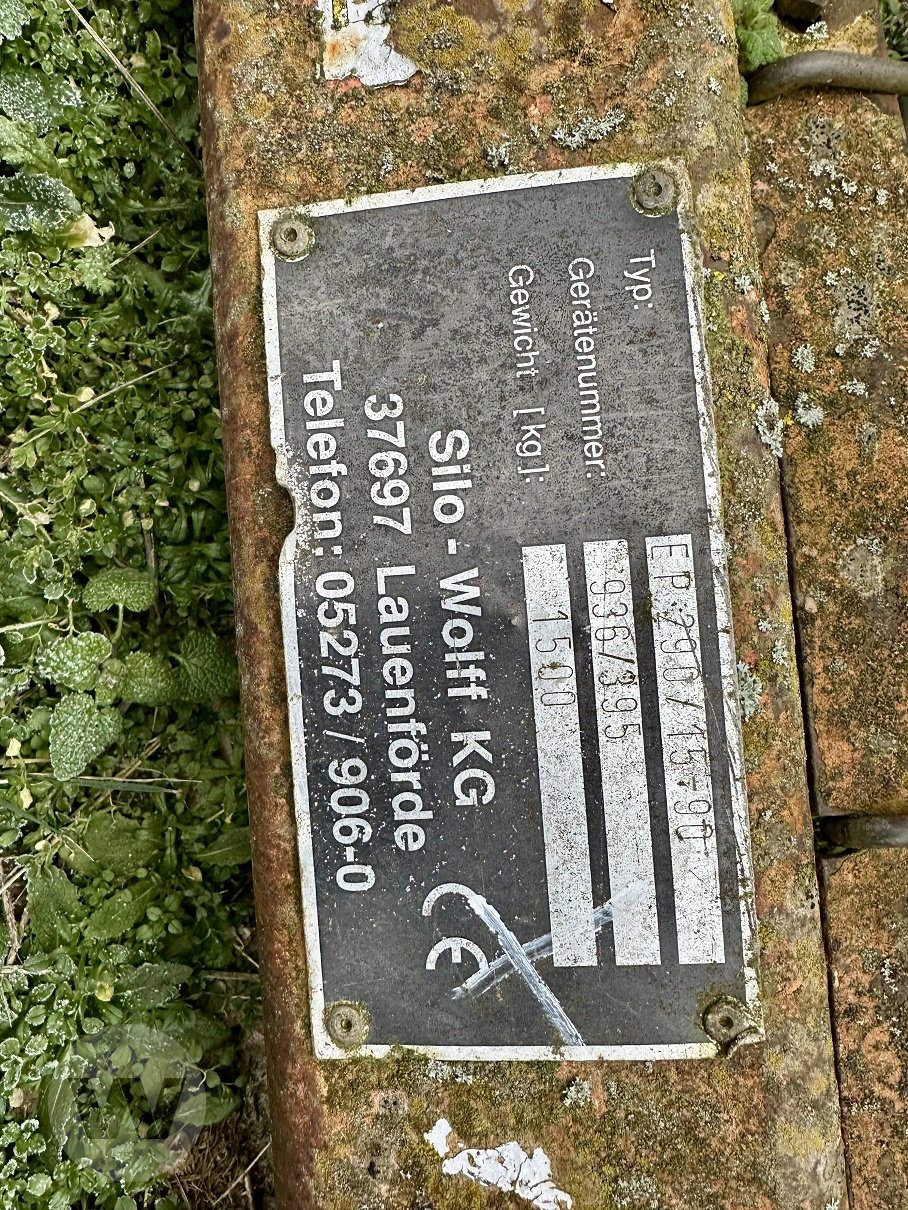 Typ: EP 290/15-00
Gerätenummer: 936/395
Gewicht [kg]: 1500
Silo - Wolff KG
37697 Lauenförde
Telefon: 05273 / 906-0
CE
W